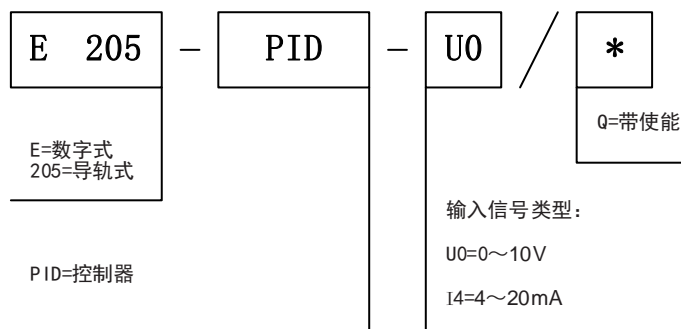 E 205 - PID - U0 / *
Q=带使能
E=数字式
205=导轨式
输入信号类型:
U0=0～10V
PID=控制器
I4=4～20mA